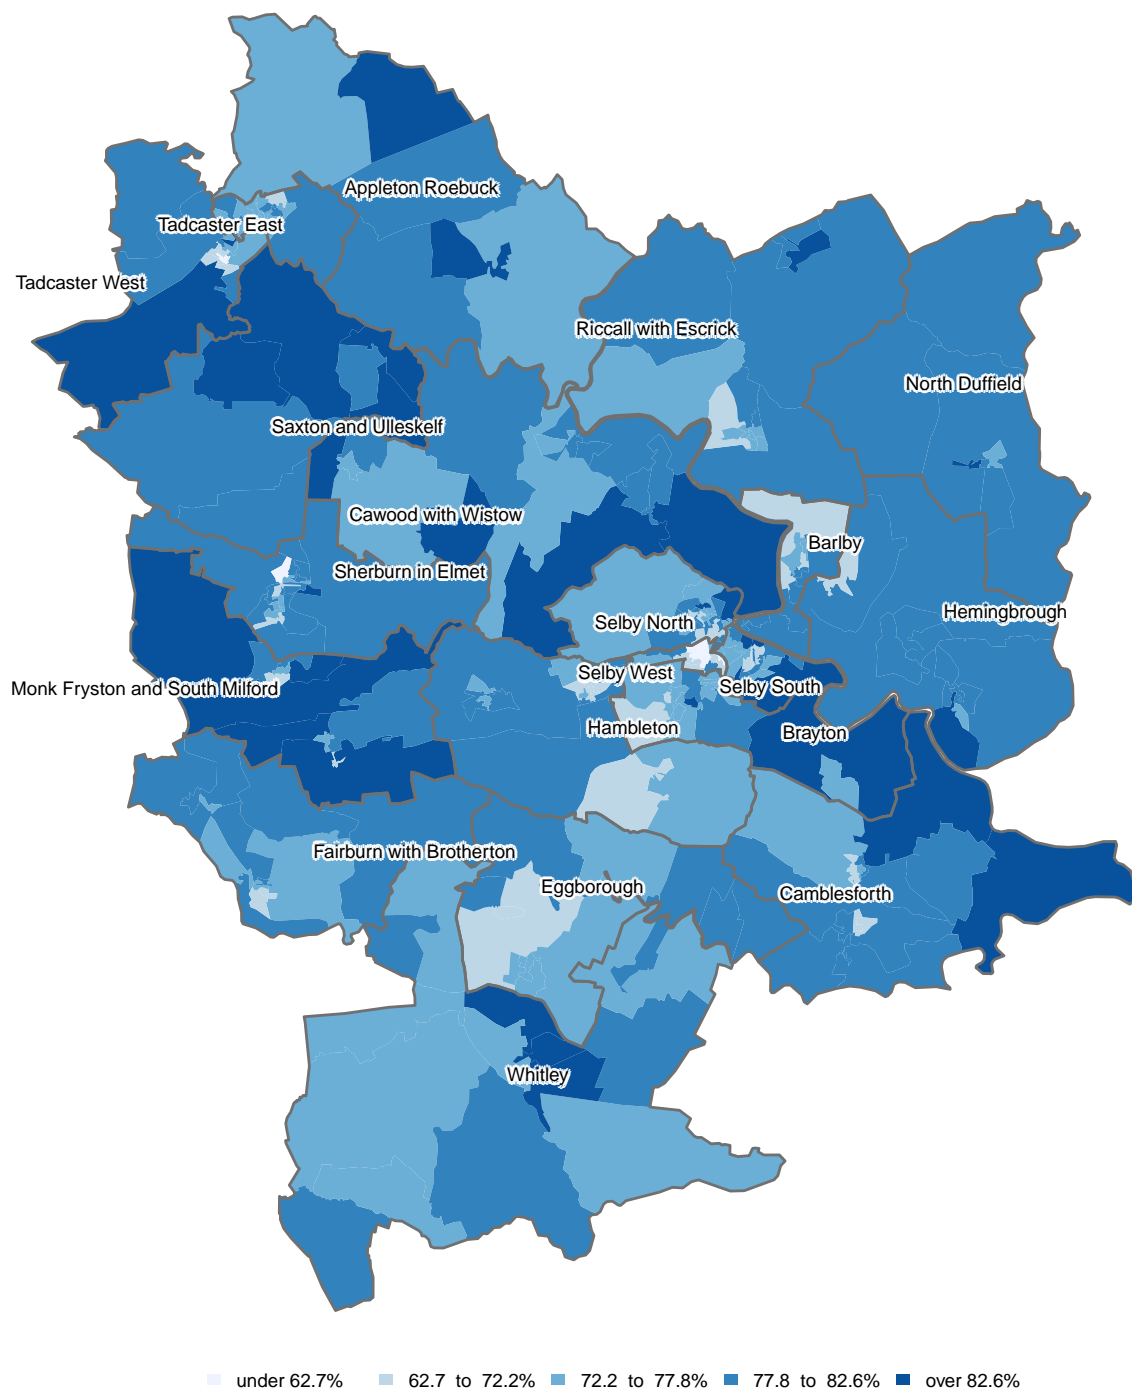 Appleton Roebuck
Tadcaster East
Tadcaster West
Riccall with Escrick
North Duffield
Saxton and Ulleskelf
Cawood with Wistow
Barlby
Sherburn in Elmet
Hemingbrough
Selby North
Selby West
Monk Fryston and South Milford
Selby South
Hambleton
Brayton
Fairburn with Brotherton
Eggborough
Camblesforth
Whitley
under 62.7% 62.7 to 72.2% 72.2 to 77.8% 77.8 to 82.6% over 82.6%